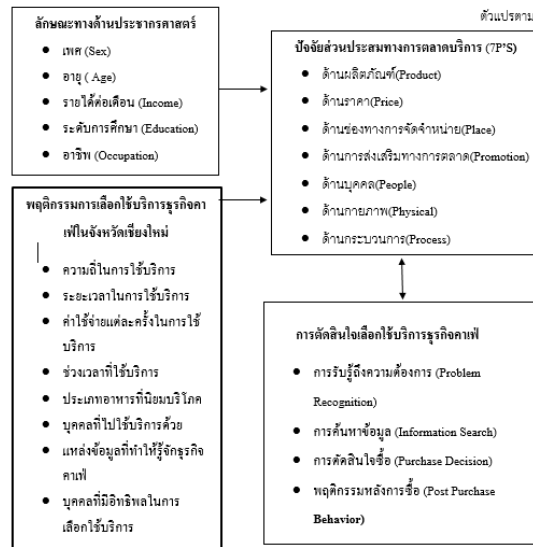 ตัวแปรตาม
ลักษณะทางด้านประชากรศาสตร์
● เพศ (Sex)
● อายุ ( Age)
● รายได้ต่อเดือน (Income)
● ระดับการศึกษา (Education)
● อาชีพ (Occupation)
ปัจจัยส่วนประสมทางการตลาดบริการ (7P'S)
● ด้านผลิตภัณฑ์(Product)
● ด้านราคา(Price)
● ด้านช่องทางการจัดจำหน่าย(Place)
● ด้านการส่งเสริมทางการตลาด(Promotion)
● ด้านบุคคล(People)
● ด้านกายภาพ(Physical)
● ด้านกระบวนการ(Process)
พฤติกรรมการเลือกใช้บริการธุรกิจคา
เฟ่ในจังหวัดเชียงใหม่
● ความถี่ในการใช้บริการ
● ระยะเวลาในการใช้บริการ
● ค่าใช้จ่ายแต่ละครั้งในการใช้
บริการ
● ช่วงเวลาที่ใช้บริการ
● ประเภทอาหารที่นิยมบริโภค
● บุคคลที่ไปใช้บริการด้วย
● แหล่งข้อมูลที่ทำให้รู้จักธุรกิจ
คาเฟ่
● บุคคลที่มีอิทธิพลในการ
เลือกใช้บริการ
การตัดสินใจเลือกใช้บริการธุรกิจคาเฟ่
● การรับรู้ถึงความต้องการ (Problem
Recognition)
● การค้นหาข้อมูล (Information Search)
● การตัดสินใจซื้อ (Purchase Decision)
● พฤติกรรมหลังการซื้อ (Post Purchase
Behavior)